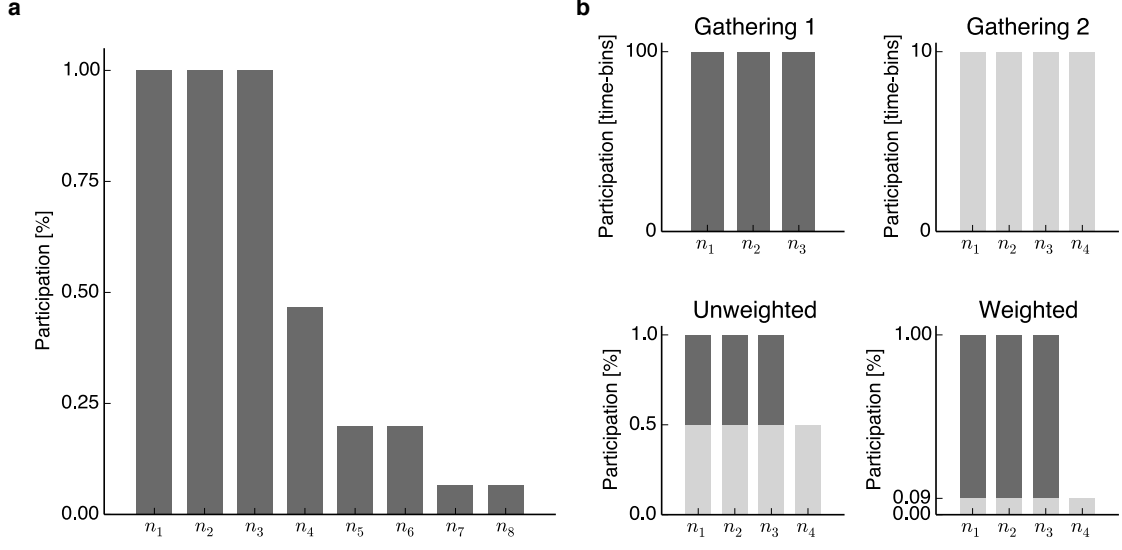 a
Participation [%]
1.00
0.75
0.50
0.25
0.00
n1 n2 n3 n4 n5 n6 n7 n8
b
Gathering 1
Participation [time-bins]
100
0
n1 n2 n3
Gathering 2
Participation [time-bins]
10
0
n1 n2 n3 n4
Unweighted
Participation [%]
1.0
0.5
0.0
n1 n2 n3 n4
Weighted
Participation [%]
1.00
0.09
0.00
n1 n2 n3 n4